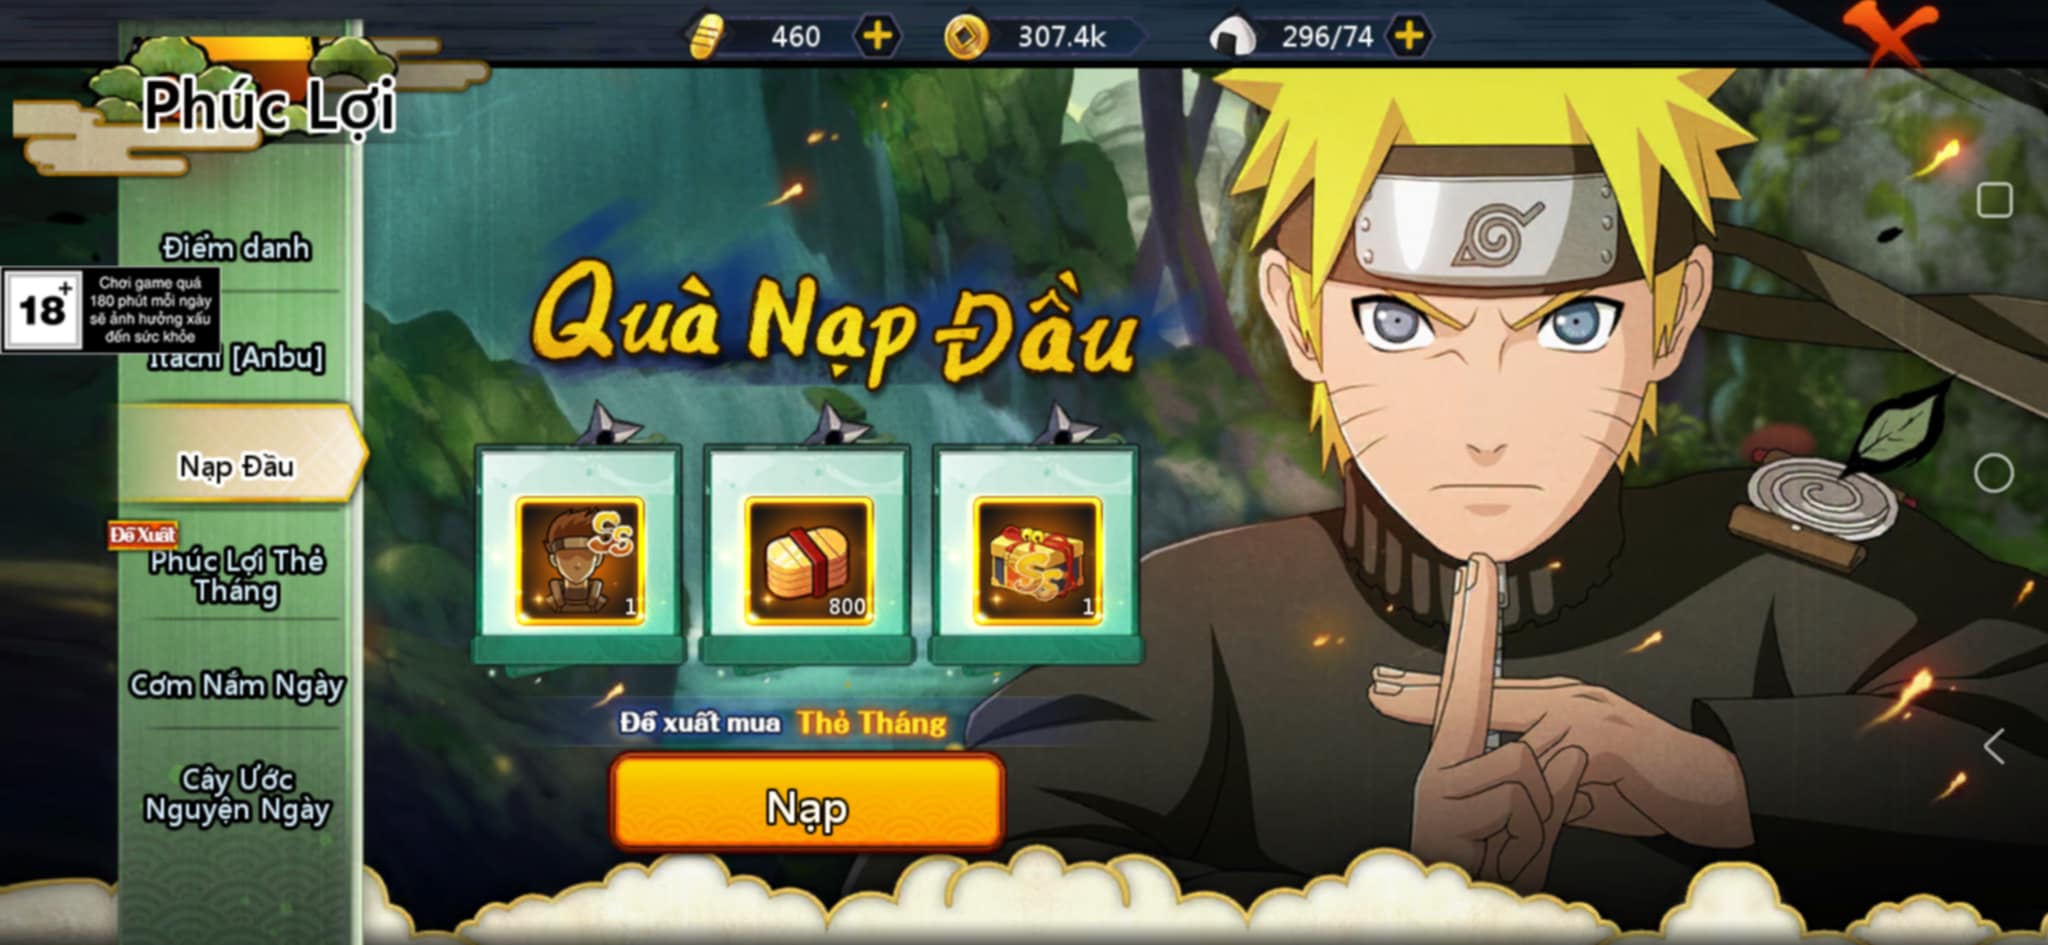 460
307.4k
296/74
Phúc Lợi
Điểm danh
18+
Chơi game quá
180 phút mỗi ngày
sẽ ảnh hưởng xấu
đến sức khỏe
Itachi [Anbu]
Nạp Đầu
Đề Xuất
Phúc Lợi Thẻ
Tháng
Cơm Nắm Ngày
Cây Ước
Nguyện Ngày
Quà Nạp Đầu
SS
1
800
SS
1
Đề xuất mua Thẻ Tháng
Nạp